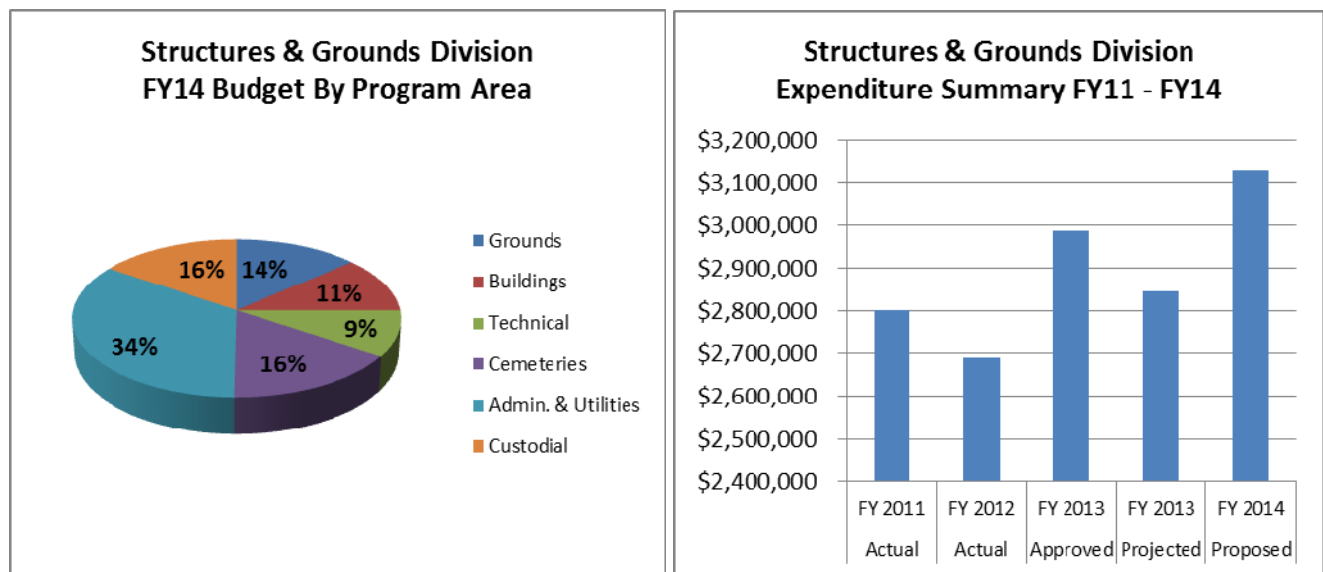 Structures & Grounds Division
FY14 Budget By Program Area
16%
14%
11%
9%
34%
16%
Grounds
Buildings
Technical
Cemeteries
Admin. & Utilities
Custodial
Structures & Grounds Division
Expenditure Summary FY11 - FY14
$3,200,000
$3,100,000
$3,000,000
$2,900,000
$2,800,000
$2,700,000
$2,600,000
$2,500,000
$2,400,000
FY 2011 FY 2012 FY 2013 FY 2013 FY 2014
Actual Actual Approved Projected Proposed